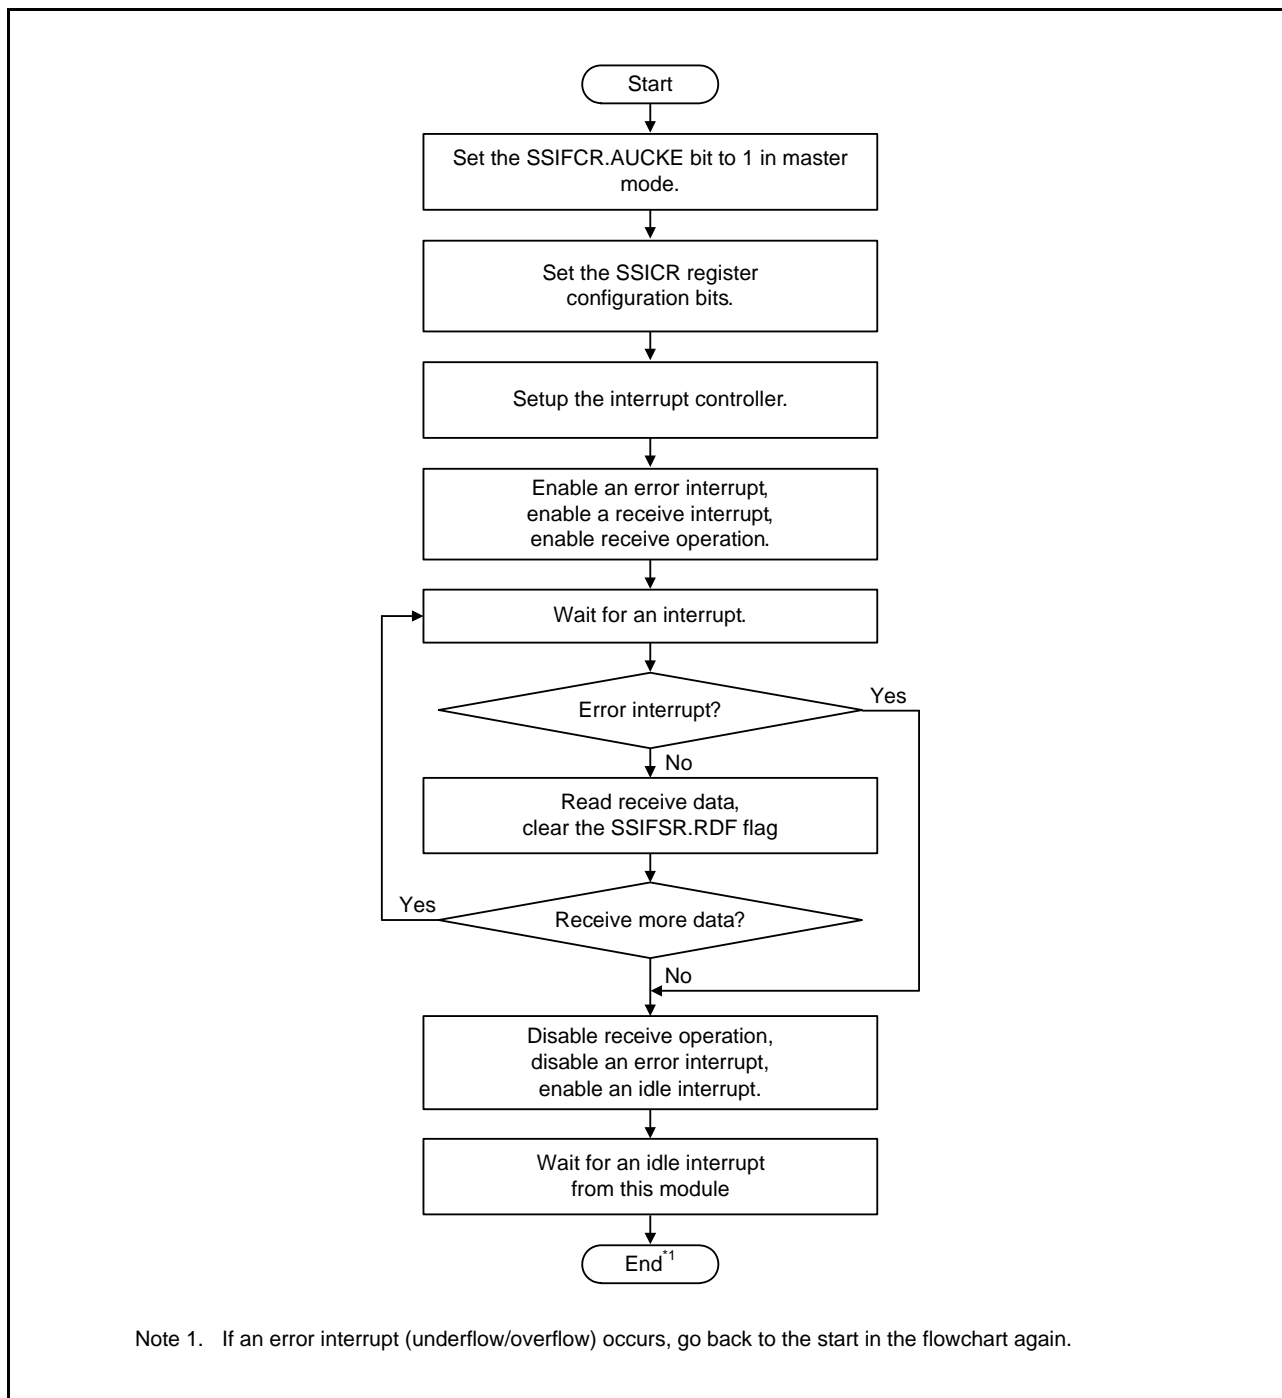 Start
Set the SSIFCR.AUCKE bit to 1 in master
mode.
Set the SSICR register
configuration bits.
Setup the interrupt controller.
Enable an error interrupt,
enable a receive interrupt,
enable receive operation.
Wait for an interrupt.
Error interrupt?
Yes
No
Read receive data,
clear the SSIFSR.RDF flag
Yes
Receive more data?
No
Disable receive operation,
disable an error interrupt,
enable an idle interrupt.
Wait for an idle interrupt
from this module
End*1
Note 1. If an error interrupt (underflow/overflow) occurs, go back to the start in the flowchart again.